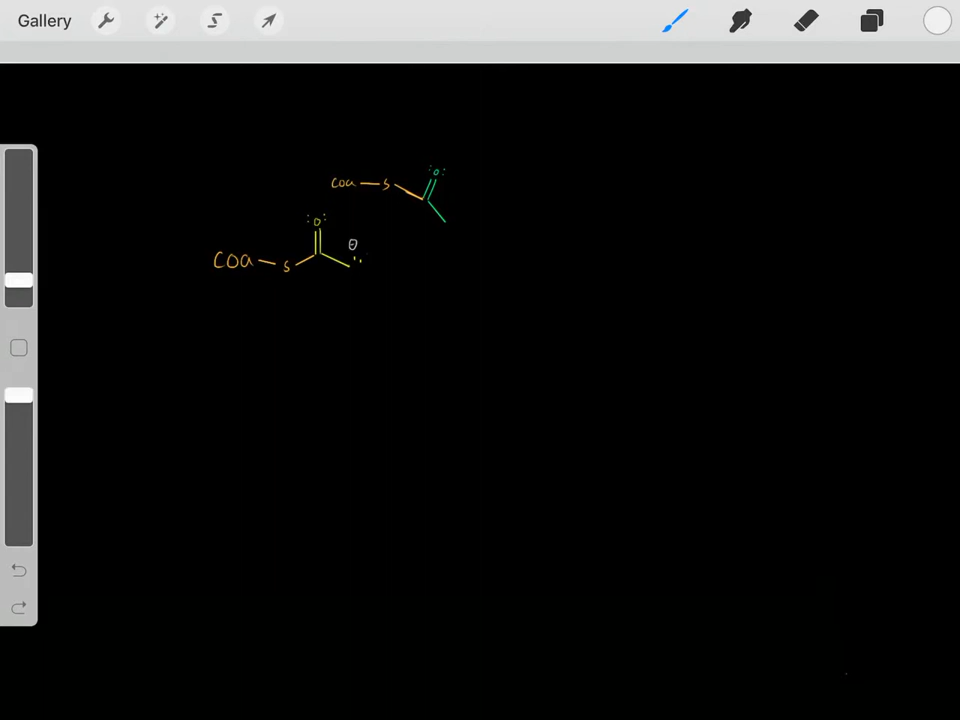 Gallery
:O:
COA — S
:O:
COA — S
⊖